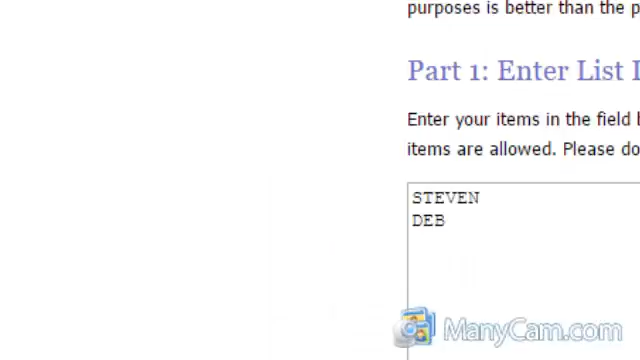 purposes is better than the p
Part 1: Enter List I
Enter your items in the field b
items are allowed. Please do
STEVEN
DEB
ManyCam.com